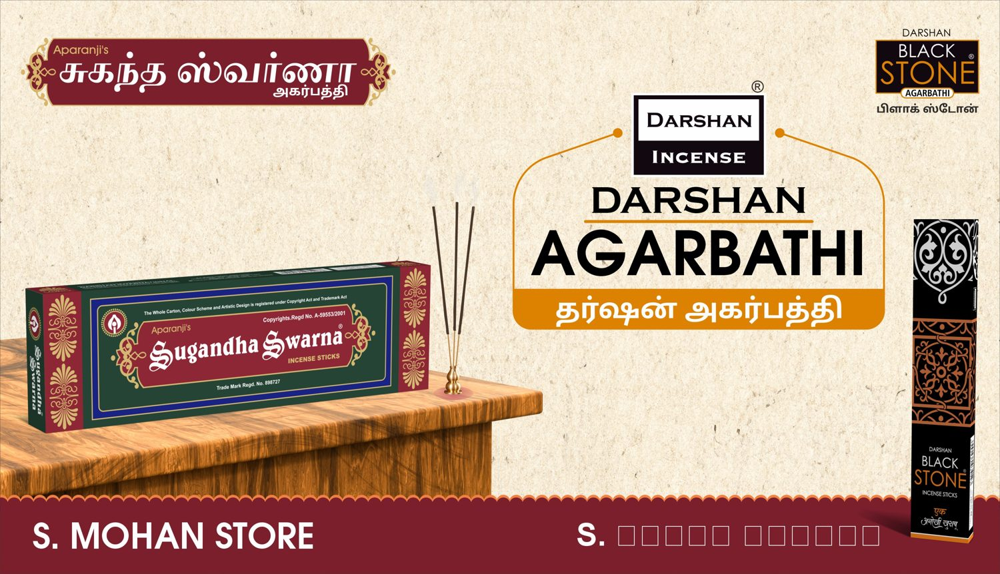 Aparanji's
சுகந்த ஸ்வர்ணா
அகர்பத்தி
DARSHAN
BLACK
STONE®
AGARBATHI
பிளாக் ஸ்டோன்
®
DARSHAN
INCENSE
DARSHAN
AGARBATHI
தர்ஷன் அகர்பத்தி
The Whole Carton, Colour Scheme and Artistic Design is registered under Copyright Act and Trademark Act
Copyrights.Regd No. A-59553/2001
Aparanji's
Sugandha Swarna®
INCENSE STICKS
Trade Mark Regd. No. 898727
Sugandha
Swarna
DARSHAN
BLACK
STONE®
INCENSE STICKS
एक
अनोखी खुशबू
S. MOHAN STORE
S. □□□□□ □□□□□□